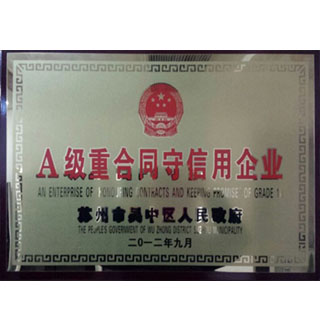 A级重合同守信用企业
AN ENTERPRISE OF CONTRACTS AND KEEPING PROMISES OF GRADE
苏州市吴中区人民政府
THE PEOPLE'S GOVERNMENT OF WU ZHONG DISTRICT MUNICIPALITY
二〇一二年九月